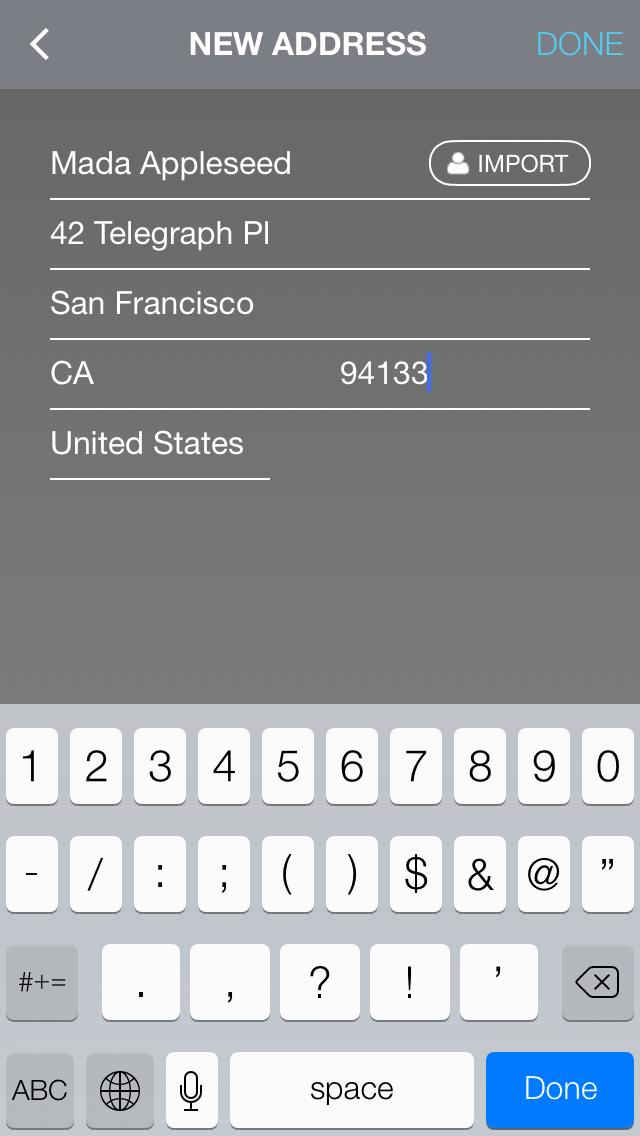 NEW ADDRESS DONE
Mada Appleseed IMPORT
42 Telegraph Pl
San Francisco
CA 94133
United States
1 2 3 4 5 6 7 8 9 0
- / : ; ( ) $ & @ ”
#+= . , ? ! ’
ABC space Done